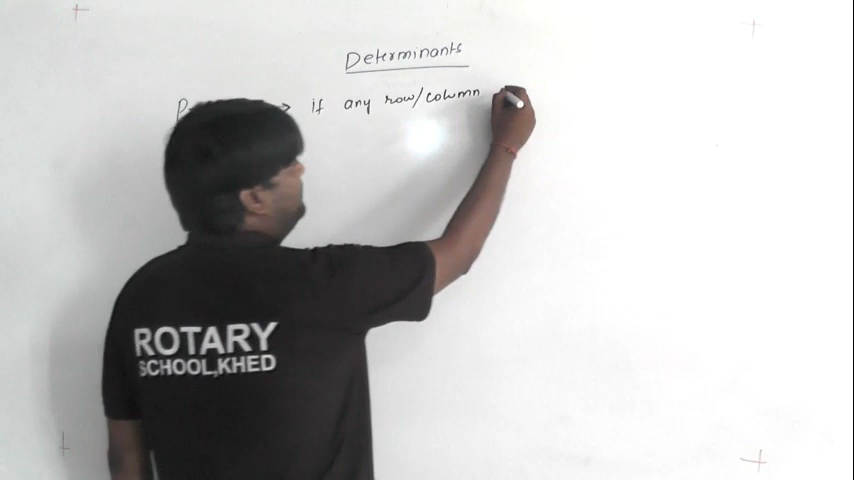 Determinants
→ if any row/column
ROTARY
SCHOOL,KHED